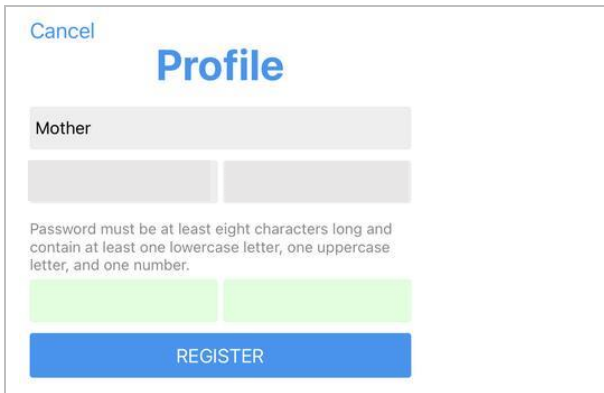 Cancel
Profile
Mother
Password must be at least eight characters long and
contain at least one lowercase letter, one uppercase
letter, and one number.
REGISTER